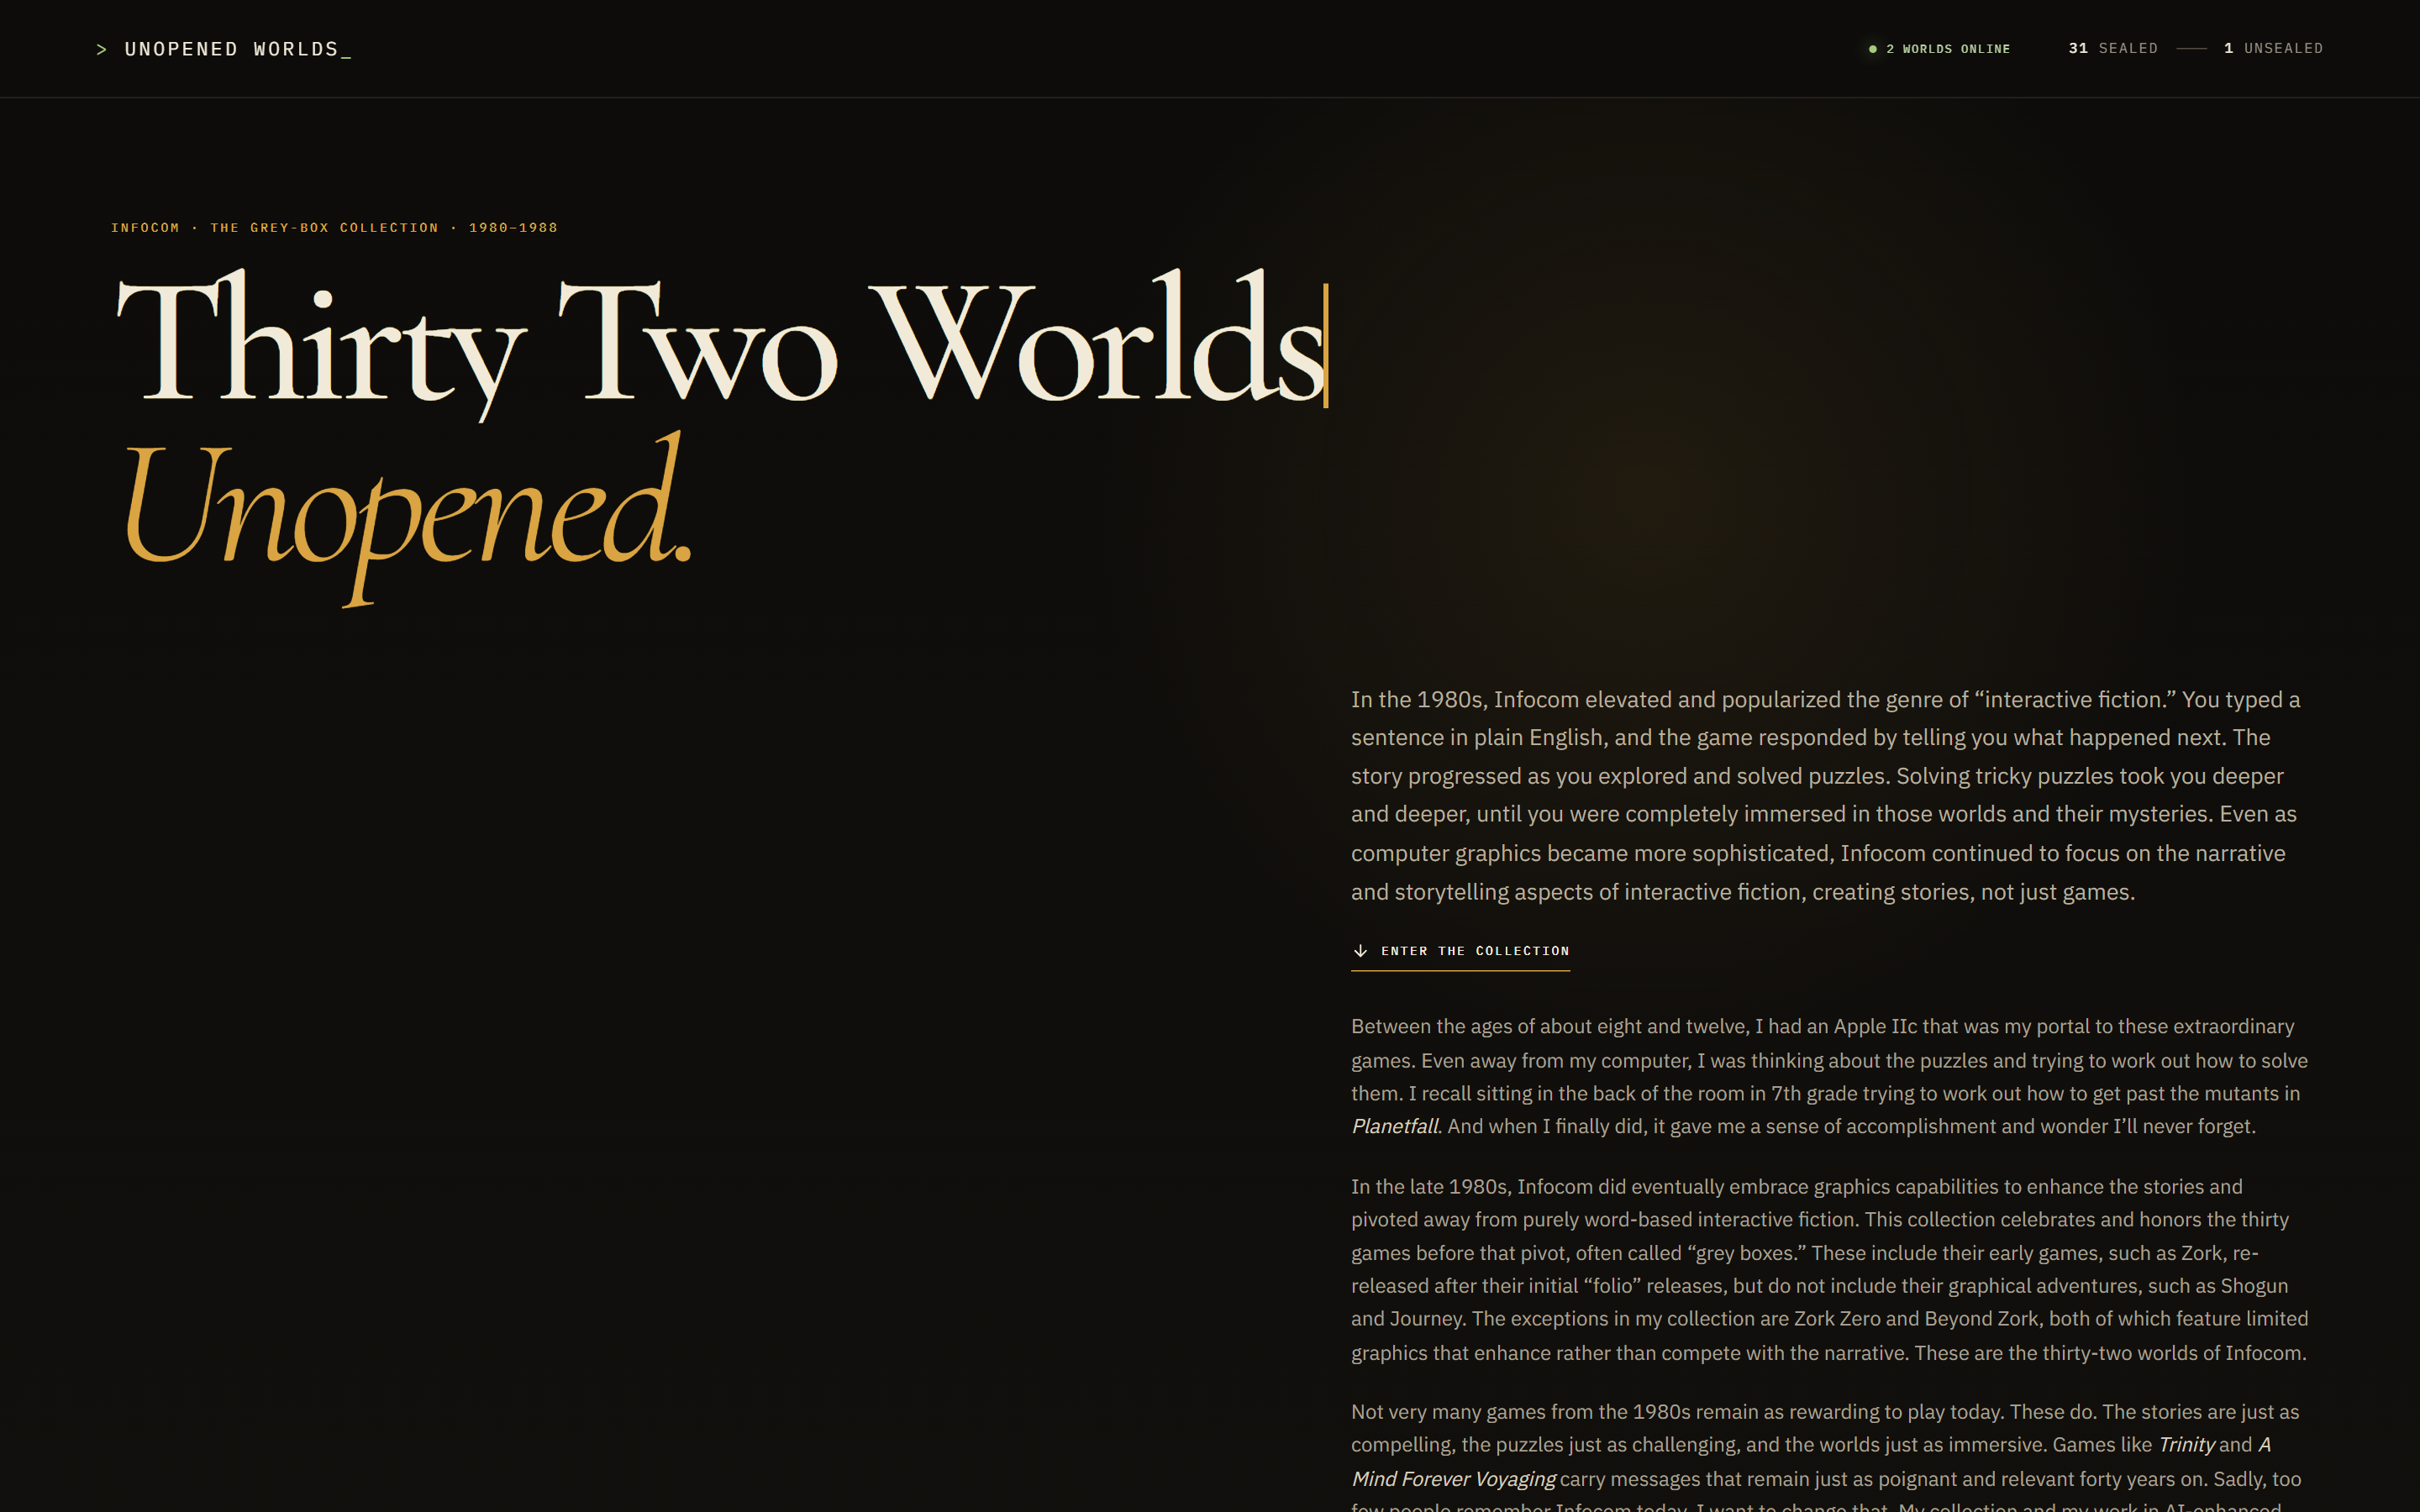 > UNOPENED WORLDS_
2 WORLDS ONLINE
31 SEALED — 1 UNSEALED
INFOCOM · THE GREY-BOX COLLECTION · 1980–1988
Thirty Two Worlds
Unopened.
In the 1980s, Infocom elevated and popularized the genre of “interactive fiction.” You typed a
sentence in plain English, and the game responded by telling you what happened next. The
story progressed as you explored and solved puzzles. Solving tricky puzzles took you deeper
and deeper, until you were completely immersed in those worlds and their mysteries. Even as
computer graphics became more sophisticated, Infocom continued to focus on the narrative
and storytelling aspects of interactive fiction, creating stories, not just games.
↓ ENTER THE COLLECTION
Between the ages of about eight and twelve, I had an Apple IIc that was my portal to these extraordinary
games. Even away from my computer, I was thinking about the puzzles and trying to work out how to solve
them. I recall sitting in the back of the room in 7th grade trying to work out how to get past the mutants in
Planetfall. And when I finally did, it gave me a sense of accomplishment and wonder I’ll never forget.
In the late 1980s, Infocom did eventually embrace graphics capabilities to enhance the stories and
pivoted away from purely word-based interactive fiction. This collection celebrates and honors the thirty
games before that pivot, often called “grey boxes.” These include their early games, such as Zork, re-
released after their initial “folio” releases, but do not include their graphical adventures, such as Shogun
and Journey. The exceptions in my collection are Zork Zero and Beyond Zork, both of which feature limited
graphics that enhance rather than compete with the narrative. These are the thirty-two worlds of Infocom.
Not very many games from the 1980s remain as rewarding to play today. These do. The stories are just as
compelling, the puzzles just as challenging, and the worlds just as immersive. Games like Trinity and A
Mind Forever Voyaging carry messages that remain just as poignant and relevant forty years on. Sadly, too
few people remember Infocom today. I want to change that. My collection and my work in AI-enhanced